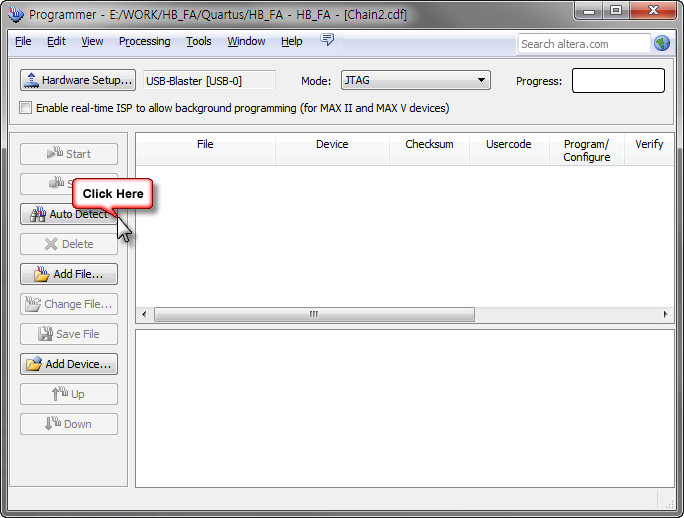 Programmer - E:/WORK/HB_FA/Quartus/HB_FA - HB_FA - [Chain2.cdf]
File Edit View Processing Tools Window Help
Search altera.com
Hardware Setup... USB-Blaster [USB-0] Mode: JTAG Progress:
Enable real-time ISP to allow background programming (for MAX II and MAX V devices)
File Device Checksum Usercode Program/ Verify
Configure
Start
Click Here
Auto Detect
Delete
Add File...
Change File...
Save File
Add Device...
Up
Down